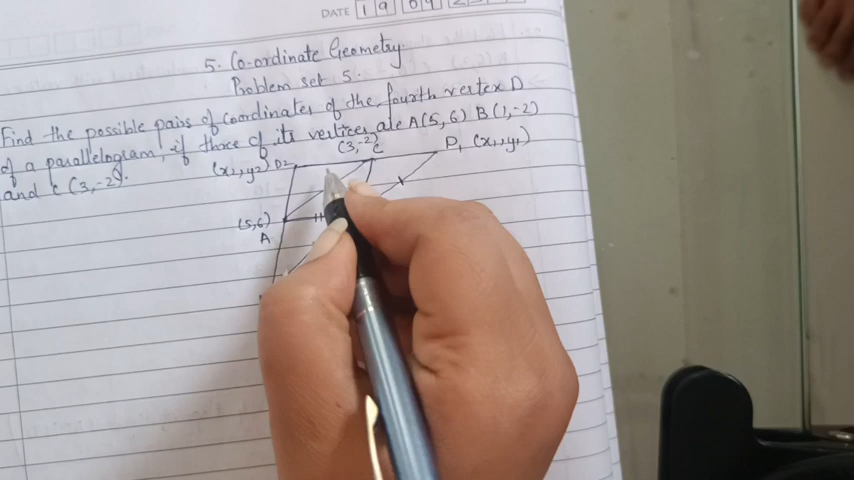 DATE 19 09
5. Co-ordinate Geometry.
Problem set 5.
Find the possible pairs of coordinates of the fourth vertex D
of a parallelogram, if three of its vertices are A(5,6) B(1,-2)
and C(3,-2).
(3,-2) C
D1 (x1,y1)
(x2,y2) D2
(5,6)
A